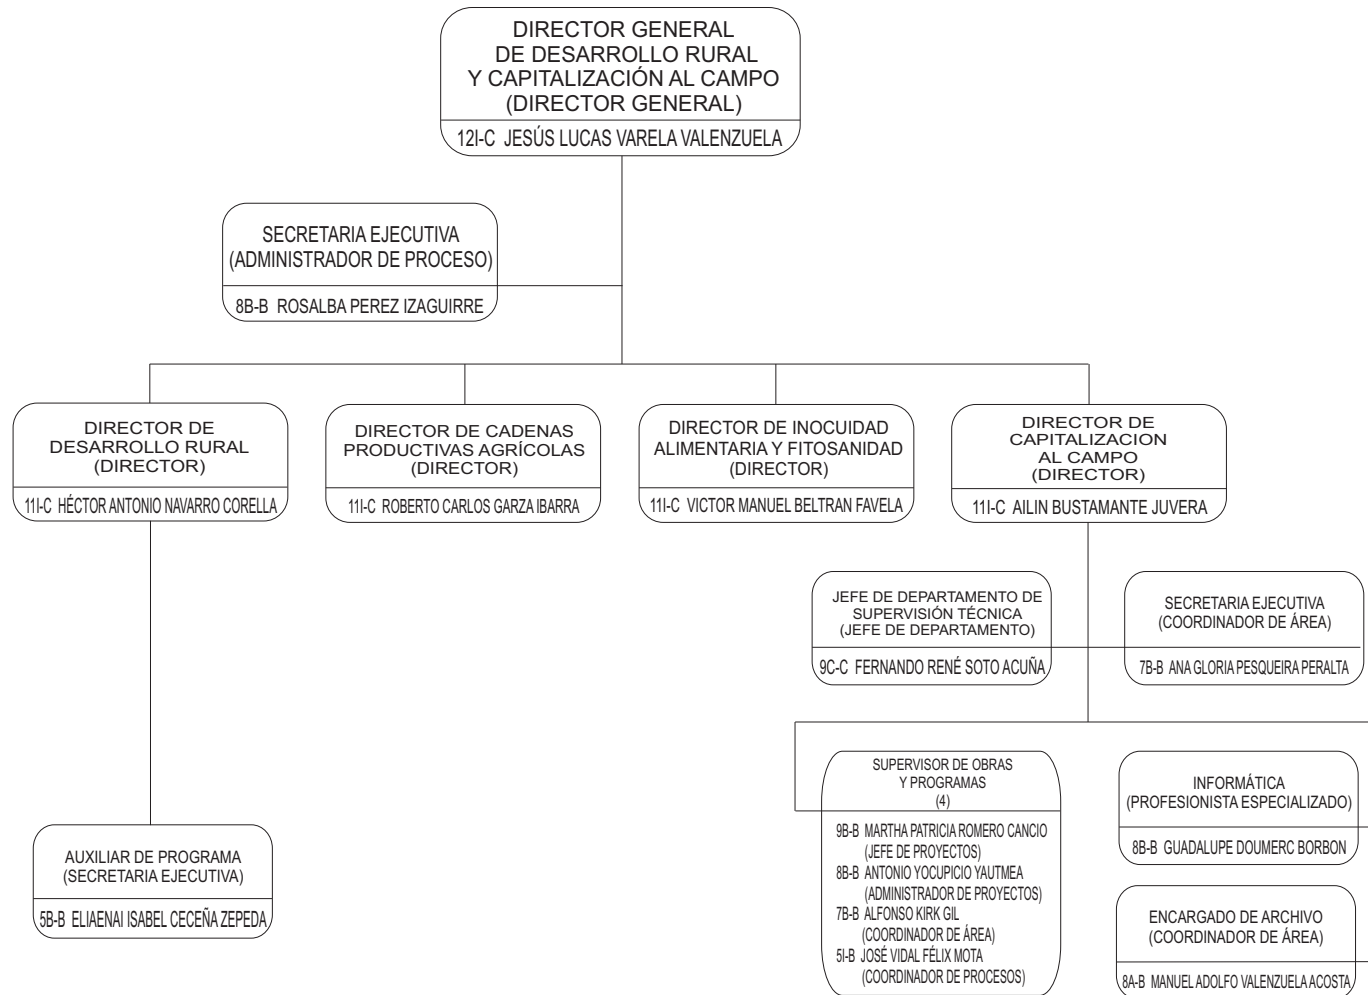 DIRECTOR GENERAL
DE DESARROLLO RURAL
Y CAPITALIZACIÓN AL CAMPO
(DIRECTOR GENERAL)
12I-C JESÚS LUCAS VARELA VALENZUELA
SECRETARIA EJECUTIVA
(ADMINISTRADOR DE PROCESO)
8B-B ROSALBA PEREZ IZAGUIRRE
DIRECTOR DE
DESARROLLO RURAL
(DIRECTOR)
11I-C HÉCTOR ANTONIO NAVARRO CORELLA
DIRECTOR DE CADENAS
PRODUCTIVAS AGRÍCOLAS
(DIRECTOR)
11I-C ROBERTO CARLOS GARZA IBARRA
DIRECTOR DE INOCUIDAD
ALIMENTARIA Y FITOSANIDAD
(DIRECTOR)
11I-C VICTOR MANUEL BELTRAN FAVELA
DIRECTOR DE
CAPITALIZACION
AL CAMPO
(DIRECTOR)
11I-C AILIN BUSTAMANTE JUVERA
JEFE DE DEPARTAMENTO DE
SUPERVISIÓN TÉCNICA
(JEFE DE DEPARTAMENTO)
9C-C FERNANDO RENÉ SOTO ACUÑA
SECRETARIA EJECUTIVA
(COORDINADOR DE ÁREA)
7B-B ANA GLORIA PESQUEIRA PERALTA
SUPERVISOR DE OBRAS
Y PROGRAMAS
(4)
9B-B MARTHA PATRICIA ROMERO CANCIO
(JEFE DE PROYECTOS)
8B-B ANTONIO YOCUPICIO YAUTMEA
(ADMINISTRADOR DE PROYECTOS)
7B-B ALFONSO KIRK GIL
(COORDINADOR DE ÁREA)
5I-B JOSÉ VIDAL FÉLIX MOTA
(COORDINADOR DE PROCESOS)
INFORMÁTICA
(PROFESIONISTA ESPECIALIZADO)
8B-B GUADALUPE DOUMERC BORBON
AUXILIAR DE PROGRAMA
(SECRETARIA EJECUTIVA)
5B-B ELIAENAI ISABEL CECEÑA ZEPEDA
ENCARGADO DE ARCHIVO
(COORDINADOR DE ÁREA)
8A-B MANUEL ADOLFO VALENZUELA ACOSTA